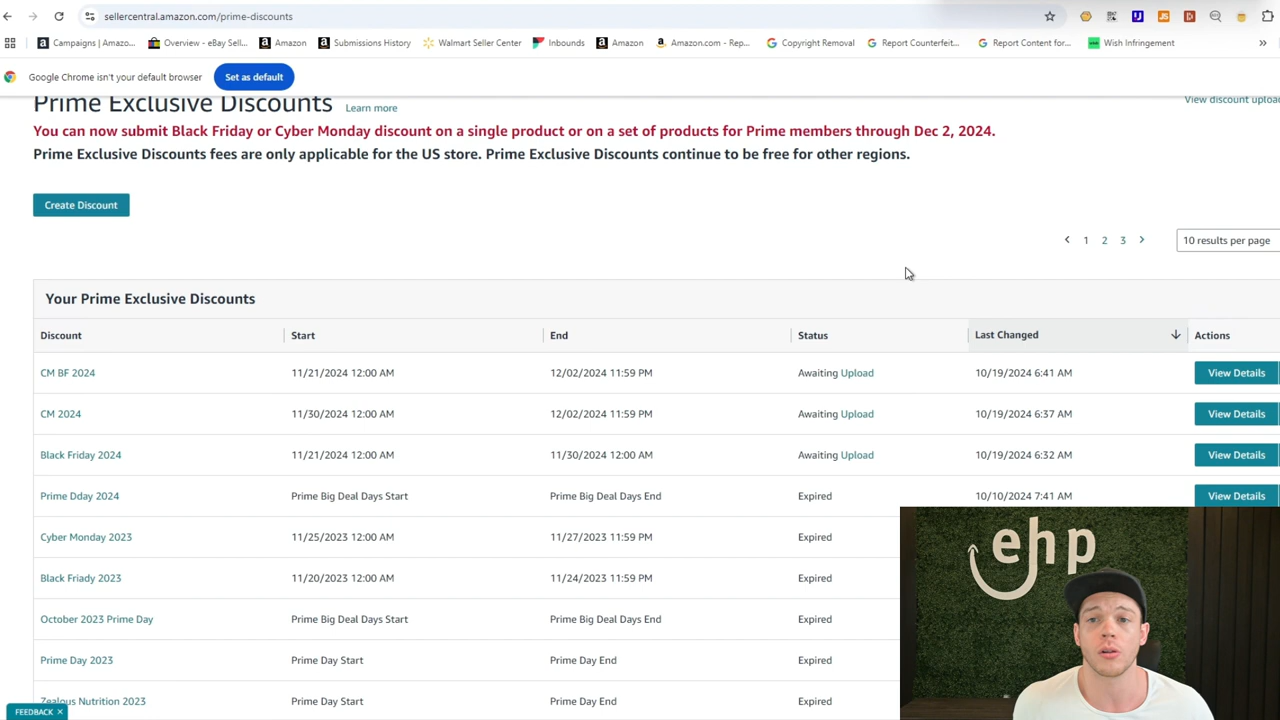 sellercentral.amazon.com/prime-discounts
Campaigns | Amaz...
Overview - eBay Sell...
Amazon
Submissions History
Walmart Seller Center
Inbounds
Amazon
Amazon.com - Rep...
Copyright Removal
Report Counterfeit...
Report Content for...
Wish Infringement
Google Chrome isn't your default browser
Set as default
Prime Exclusive Discounts
Learn more
View discount upload
You can now submit Black Friday or Cyber Monday discount on a single product or on a set of products for Prime members through Dec 2, 2024.
Prime Exclusive Discounts fees are only applicable for the US store. Prime Exclusive Discounts continue to be free for other regions.
Create Discount
1 2 3
10 results per page
Your Prime Exclusive Discounts
Discount Start End Status Last Changed Actions
CM BF 2024 11/21/2024 12:00 AM 12/02/2024 11:59 PM Awaiting Upload 10/19/2024 6:41 AM View Details
CM 2024 11/30/2024 12:00 AM 12/02/2024 11:59 PM Awaiting Upload 10/19/2024 6:37 AM View Details
Black Friday 2024 11/21/2024 12:00 AM 11/30/2024 12:00 AM Awaiting Upload 10/19/2024 6:32 AM View Details
Prime Dday 2024 Prime Big Deal Days Start Prime Big Deal Days End Expired 10/10/2024 7:41 AM View Details
Cyber Monday 2023 11/25/2023 12:00 AM 11/27/2023 11:59 PM Expired
Black Friady 2023 11/20/2023 12:00 AM 11/24/2023 11:59 PM Expired
October 2023 Prime Day Prime Big Deal Days Start Prime Big Deal Days End Expired
Prime Day 2023 Prime Day Start Prime Day End Expired
Zealous Nutrition 2023 Prime Day Start Prime Day End Expired
FEEDBACK
ehp